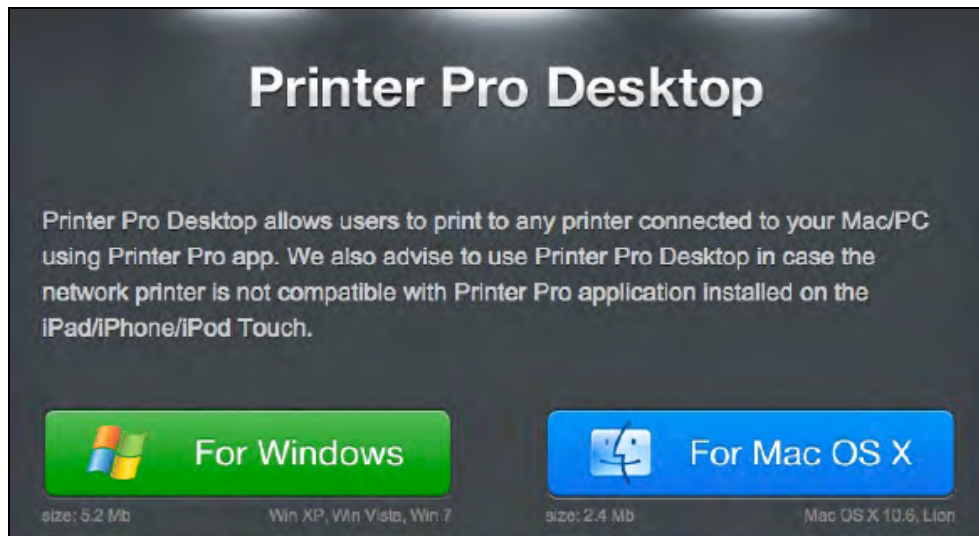 Printer Pro Desktop
Printer Pro Desktop allows users to print to any printer connected to your Mac/PC
using Printer Pro app. We also advise to use Printer Pro Desktop in case the
network printer is not compatible with Printer Pro application installed on the
iPad/iPhone/iPod Touch.
For Windows
For Mac OS X
size: 5.2 Mb
Win XP, Win Vista, Win 7
size: 2.4 Mb
Mac OS X 10.6, Lion